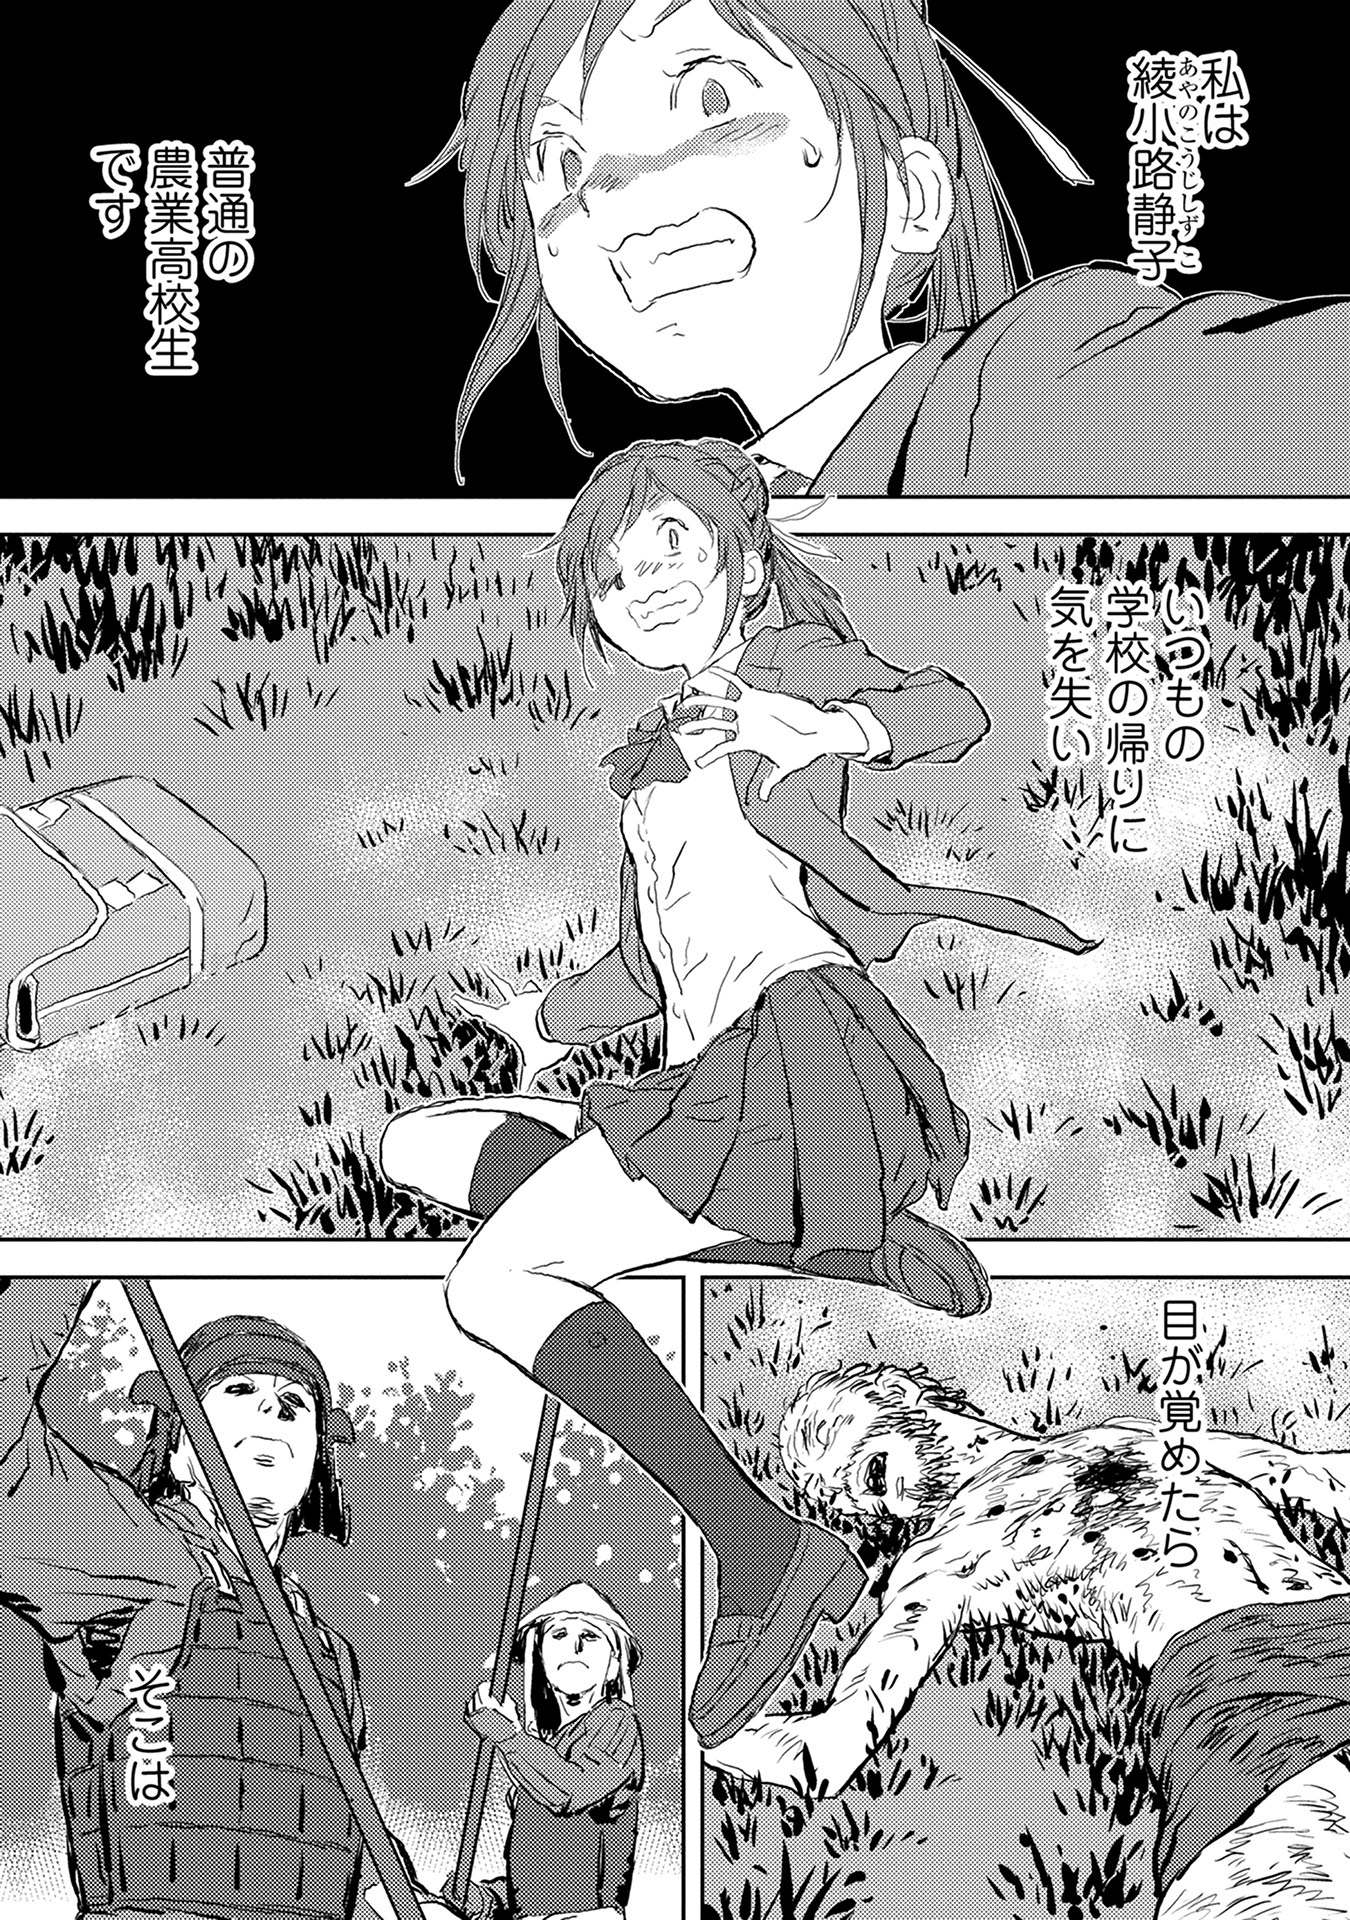 私は
綾小路静子
あやのこうじしずこ
普通の
農業高校生
です
いつもの
学校の帰りに
気を失い
目が覚めたら
そこは